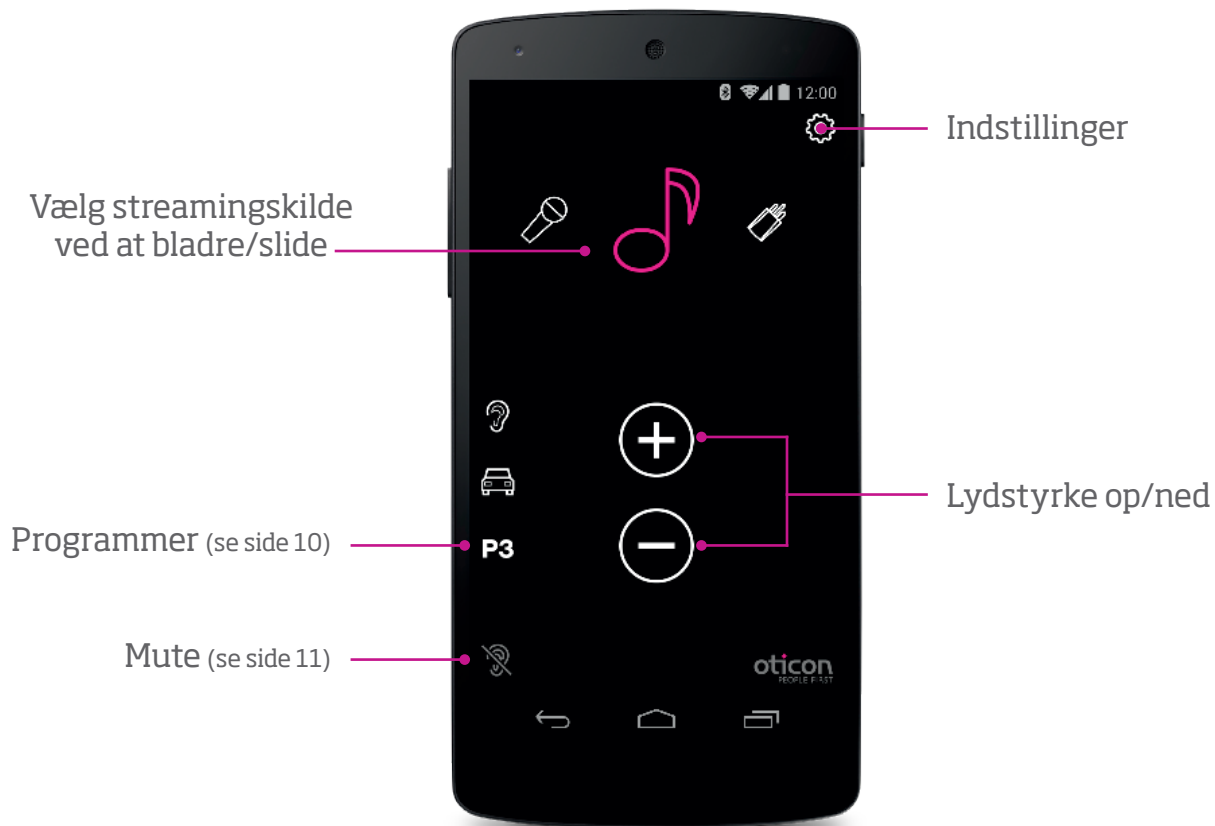 12:00
Indstillinger
Vælg streamingskilde
ved at bladre/slide
Lydstyrke op/ned
Programmer (se side 10)
P3
Mute (se side 11)
oticon
PEOPLE FIRST